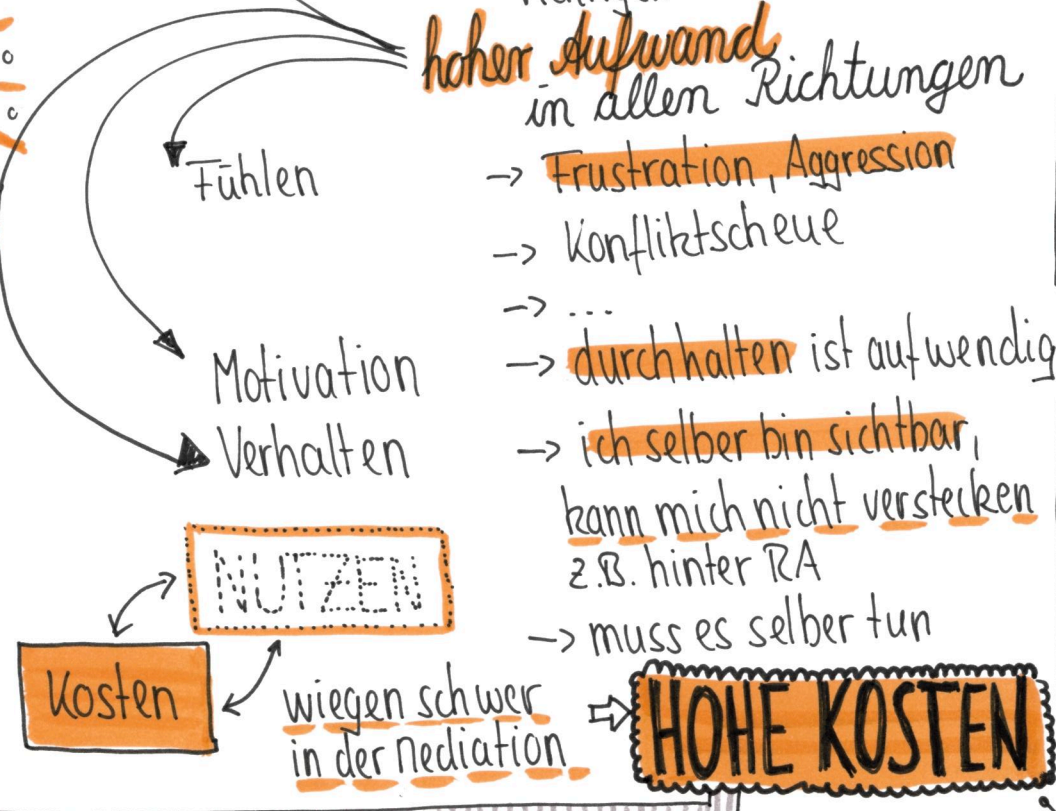 hoher Aufwand
in allen Richtungen
Fühlen
-> Frustration, Aggression
-> Konfliktscheue
-> ...
Motivation
-> durchhalten ist aufwendig
Verhalten
-> ich selber bin sichtbar,
kann mich nicht verstecken
z.B. hinter RA
-> muss es selber tun
NUTZEN
Kosten
wiegen schwer
in der Mediation
HOHE KOSTEN